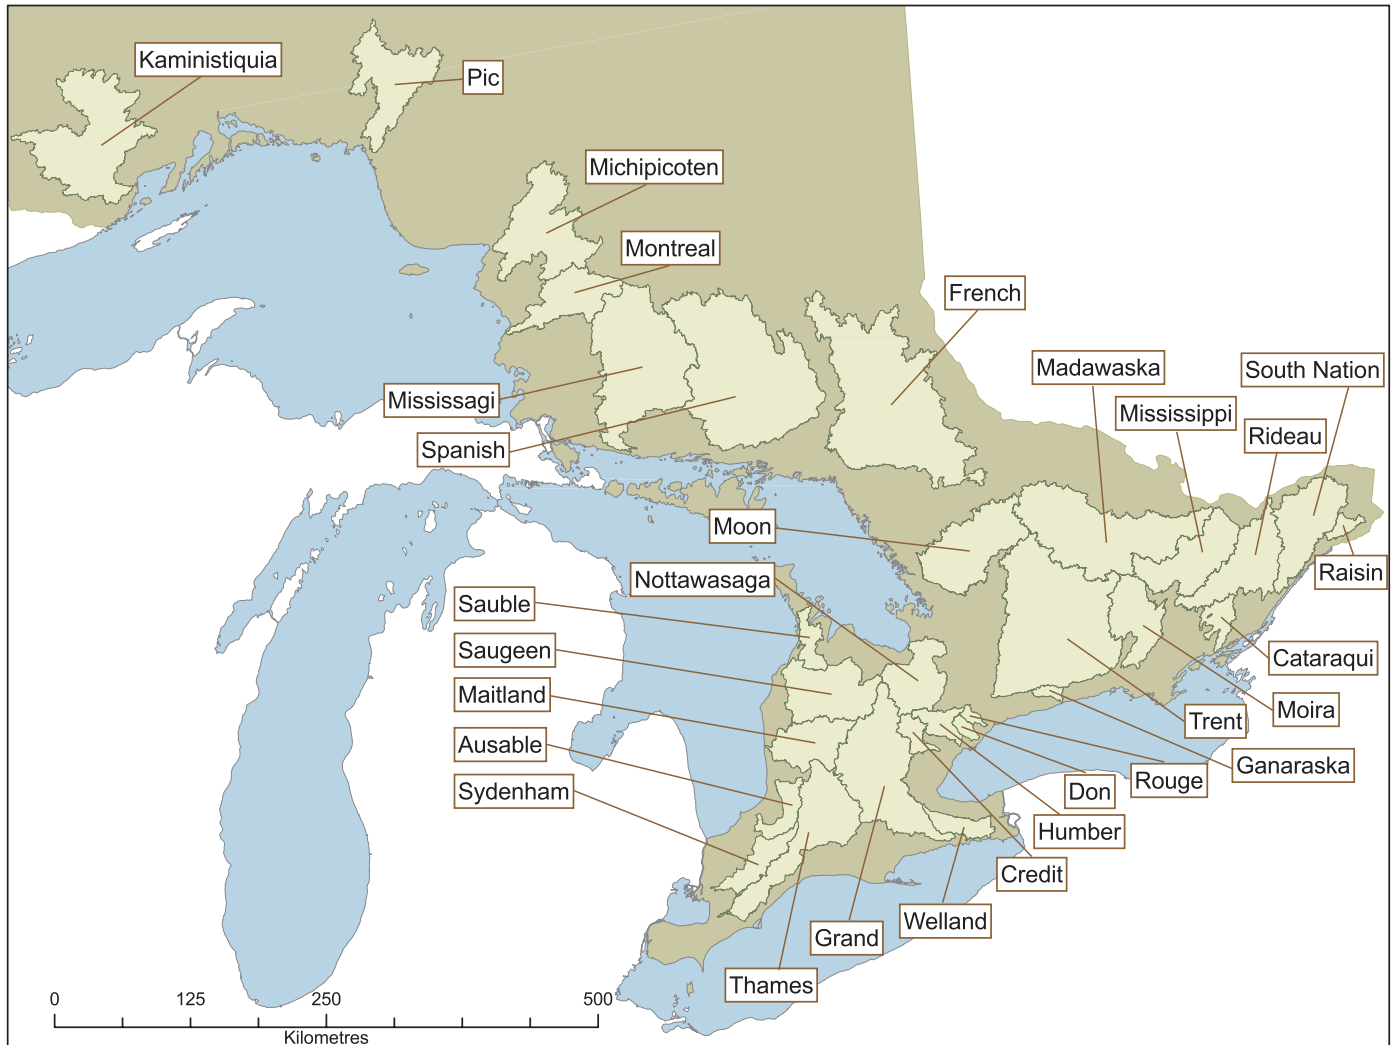 Kaministiquia
Pic
Michipicoten
Montreal
French
Madawaska
South Nation
Mississagi
Mississippi
Rideau
Spanish
Moon
Raisin
Nottawasaga
Sauble
Saugeen
Cataraqui
Maitland
Moira
Trent
Ausable
Ganaraska
Rouge
Sydenham
Don
Humber
Credit
Welland
Grand
Thames
0 125 250 500
Kilometres